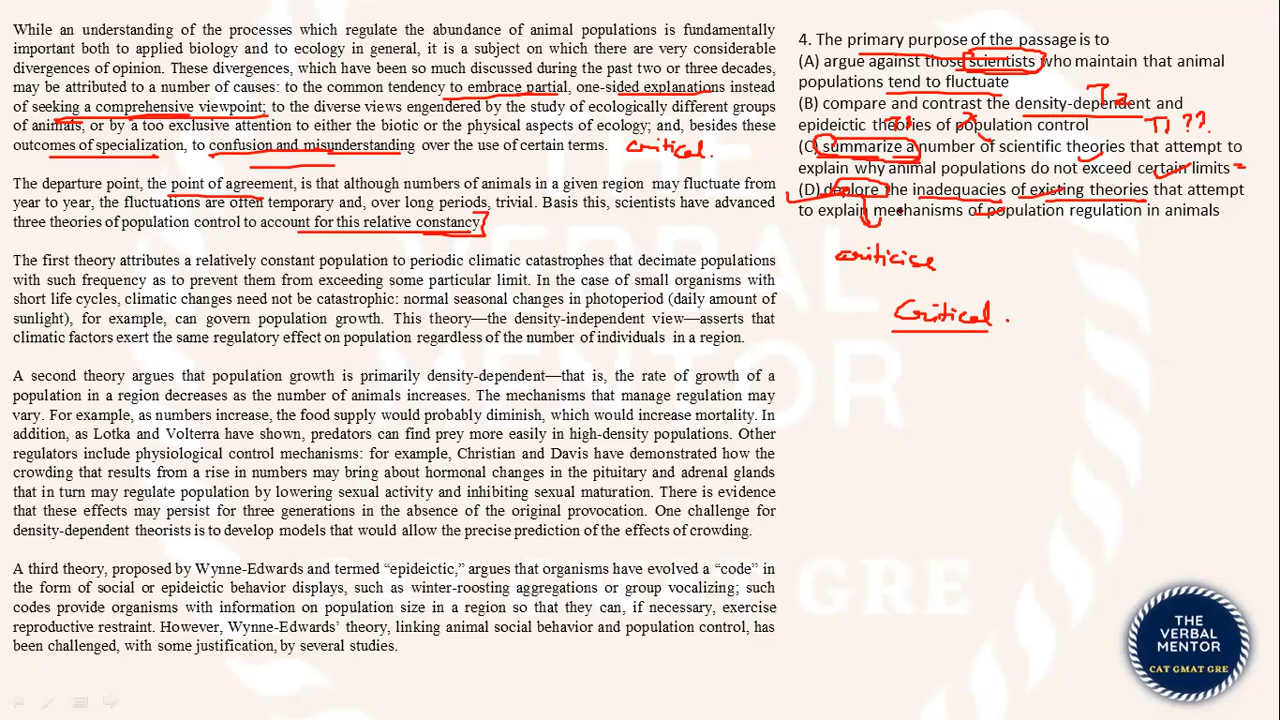 While an understanding of the processes which regulate the abundance of animal populations is fundamentally
important both to applied biology and to ecology in general, it is a subject on which there are very considerable
divergences of opinion. These divergences, which have been so much discussed during the past two or three decades,
may be attributed to a number of causes: to the common tendency to embrace partial, one-sided explanations instead
of seeking a comprehensive viewpoint; to the diverse views engendered by the study of ecologically different groups
of animals, or by a too exclusive attention to either the biotic or the physical aspects of ecology; and, besides these
outcomes of specialization, to confusion and misunderstanding over the use of certain terms.
critical.
The departure point, the point of agreement, is that although numbers of animals in a given region may fluctuate from
year to year, the fluctuations are often temporary and, over long periods, trivial. Basis this, scientists have advanced
three theories of population control to account for this relative constancy
The first theory attributes a relatively constant population to periodic climatic catastrophes that decimate populations
with such frequency as to prevent them from exceeding some particular limit. In the case of small organisms with
short life cycles, climatic changes need not be catastrophic: normal seasonal changes in photoperiod (daily amount of
sunlight), for example, can govern population growth. This theory—the density-independent view—asserts that
climatic factors exert the same regulatory effect on population regardless of the number of individuals in a region.
A second theory argues that population growth is primarily density-dependent—that is, the rate of growth of a
population in a region decreases as the number of animals increases. The mechanisms that manage regulation may
vary. For example, as numbers increase, the food supply would probably diminish, which would increase mortality. In
addition, as Lotka and Volterra have shown, predators can find prey more easily in high-density populations. Other
regulators include physiological control mechanisms: for example, Christian and Davis have demonstrated how the
crowding that results from a rise in numbers may bring about hormonal changes in the pituitary and adrenal glands
that in turn may regulate population by lowering sexual activity and inhibiting sexual maturation. There is evidence
that these effects may persist for three generations in the absence of the original provocation. One challenge for
density-dependent theorists is to develop models that would allow the precise prediction of the effects of crowding.
A third theory, proposed by Wynne-Edwards and termed “epideictic,” argues that organisms have evolved a “code” in
the form of social or epideictic behavior displays, such as winter-roosting aggregations or group vocalizing; such
codes provide organisms with information on population size in a region so that they can, if necessary, exercise
reproductive restraint. However, Wynne-Edwards’ theory, linking animal social behavior and population control, has
been challenged, with some justification, by several studies.
4. The primary purpose of the passage is to
(A) argue against those scientists who maintain that animal
populations tend to fluctuate
(B) compare and contrast the density-dependent and
epideictic theories of population control
T1 ??.
(C) summarize a number of scientific theories that attempt to
explain why animal populations do not exceed certain limits
(D) deplore the inadequacies of existing theories that attempt
to explain mechanisms of population regulation in animals
criticise
Critical.
THE VERBAL
MENTOR
GRE
THE
VERBAL
MENTOR
CAT GMAT GRE